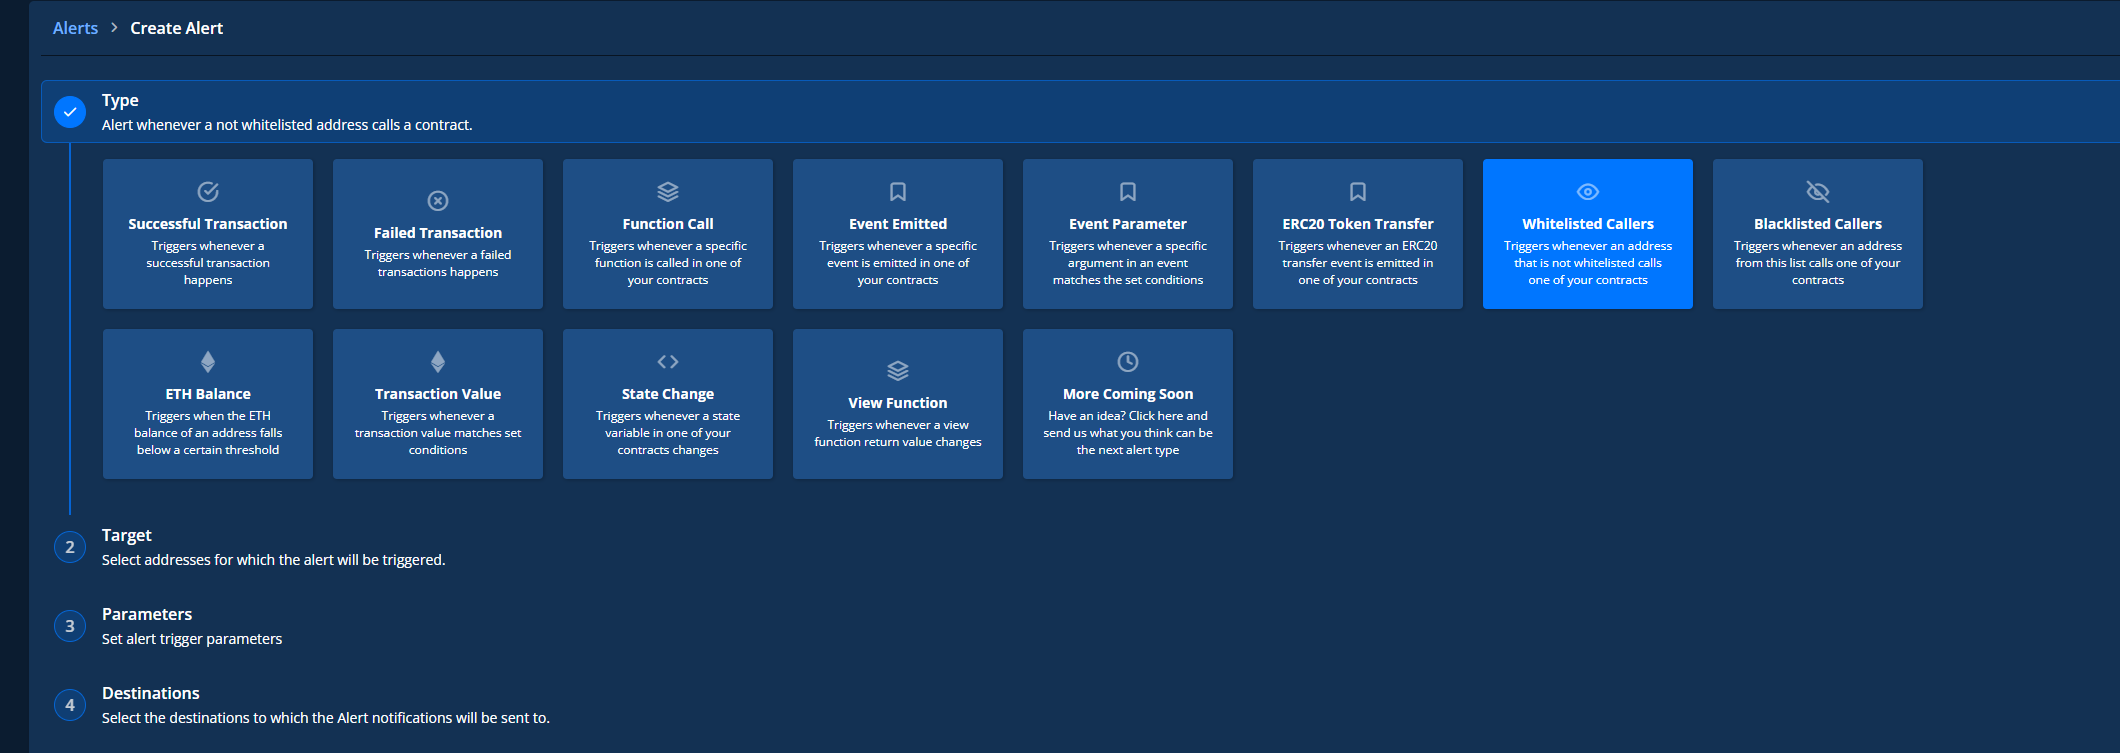 Alerts > Create Alert
Type
Alert whenever a not whitelisted address calls a contract.
Successful Transaction
Triggers whenever a
successful transaction
happens
Failed Transaction
Triggers whenever a failed
transactions happens
Function Call
Triggers whenever a specific
function is called in one of
your contracts
Event Emitted
Triggers whenever a specific
event is emitted in one of
your contracts
Event Parameter
Triggers whenever a specific
argument in an event
matches the set conditions
ERC20 Token Transfer
Triggers whenever an ERC20
transfer event is emitted in
one of your contracts
Whitelisted Callers
Triggers whenever an address
that is not whitelisted calls
one of your contracts
Blacklisted Callers
Triggers whenever an address
from this list calls one of your
contracts
ETH Balance
Triggers when the ETH
balance of an address falls
below a certain threshold
Transaction Value
Triggers whenever a
transaction value matches set
conditions
State Change
Triggers whenever a state
variable in one of your
contracts changes
View Function
Triggers whenever a view
function return value changes
More Coming Soon
Have an idea? Click here and
send us what you think can be
the next alert type
2
Target
Select addresses for which the alert will be triggered.
3
Parameters
Set alert trigger parameters
4
Destinations
Select the destinations to which the Alert notifications will be sent to.